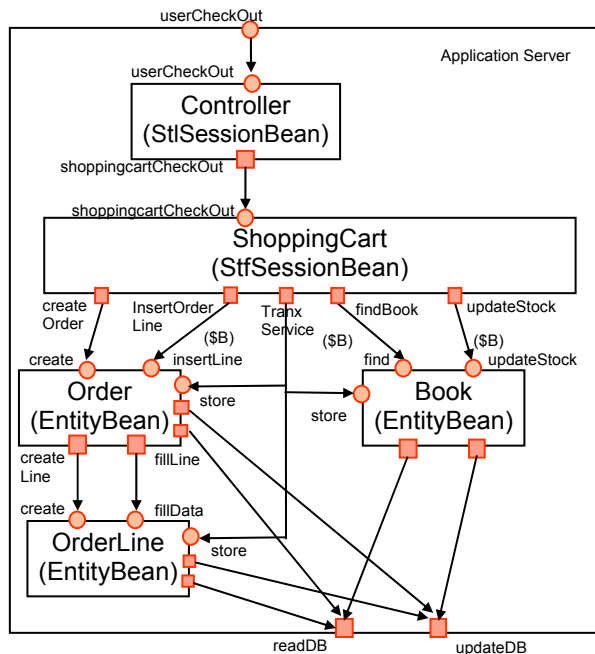 userCheckOut
Application Server
userCheckOut
Controller
(StlSessionBean)
shoppingcartCheckOut
shoppingcartCheckOut
ShoppingCart
(StfSessionBean)
create
Order
InsertOrder
Line
Tranx
Service
findBook
updateStock
($B)
($B)
($B)
create
insertLine
find
updateStock
Order
(EntityBean)
store
store
Book
(EntityBean)
create
Line
fillLine
create
fillData
OrderLine
(EntityBean)
store
readDB
updateDB